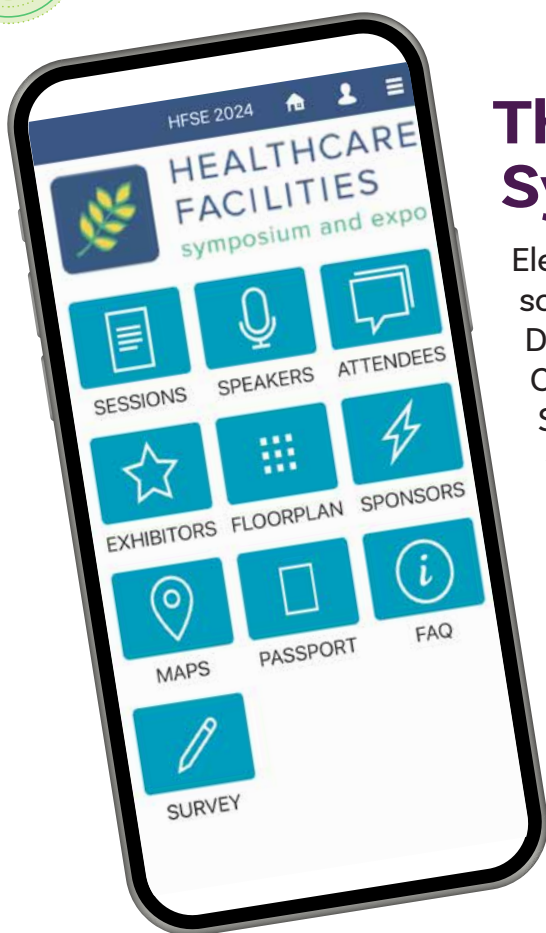 HFSE 2024
HEALTHCARE
FACILITIES
symposium and expo
SESSIONS SPEAKERS ATTENDEES
EXHIBITORS FLOORPLAN SPONSORS
MAPS PASSPORT FAQ
SURVEY